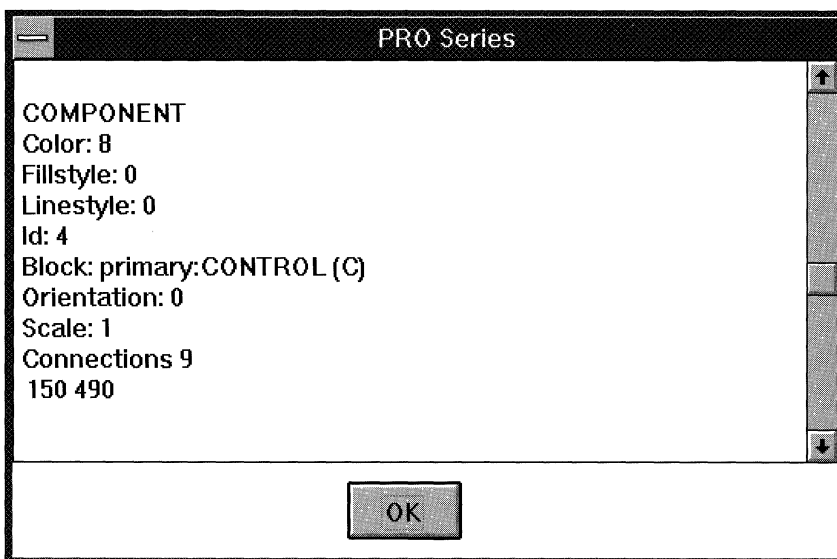 PRO Series
COMPONENT
Color: 8
Fillstyle: 0
Linestyle: 0
Id: 4
Block: primary:CONTROL (C)
Orientation: 0
Scale: 1
Connections 9
150 490
OK